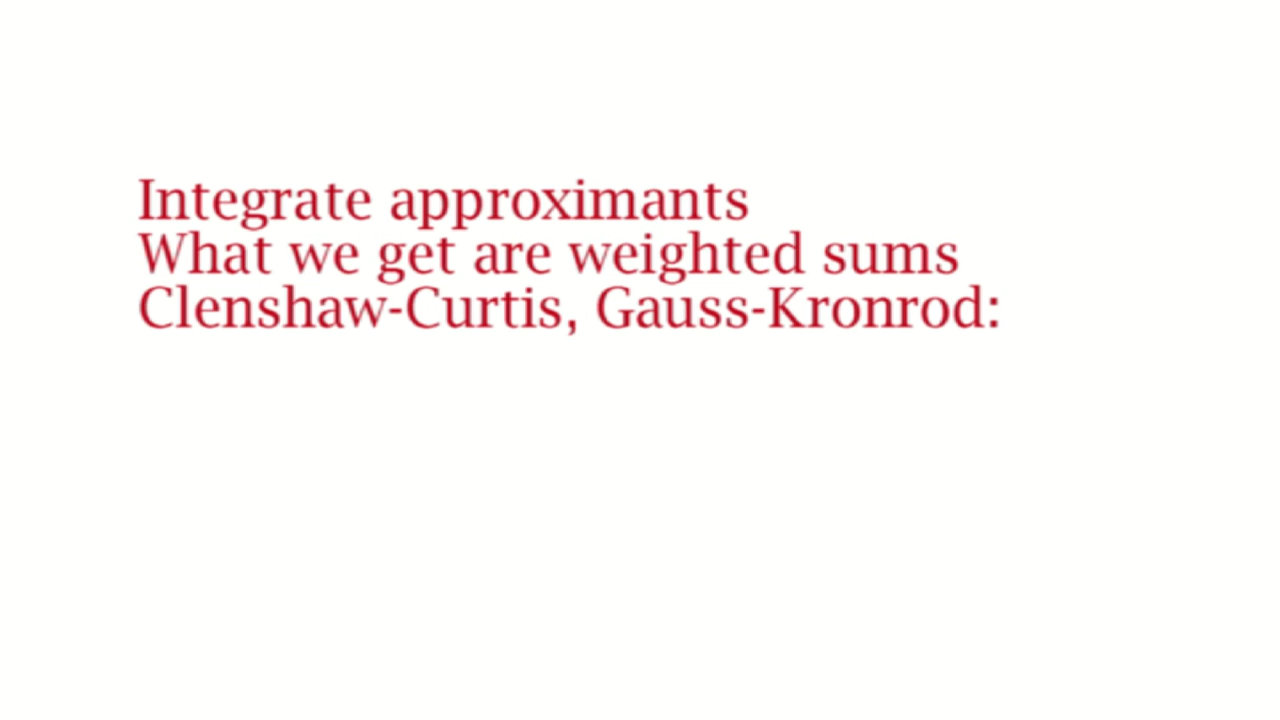 Integrate approximants
What we get are weighted sums
Clenshaw-Curtis, Gauss-Kronrod: